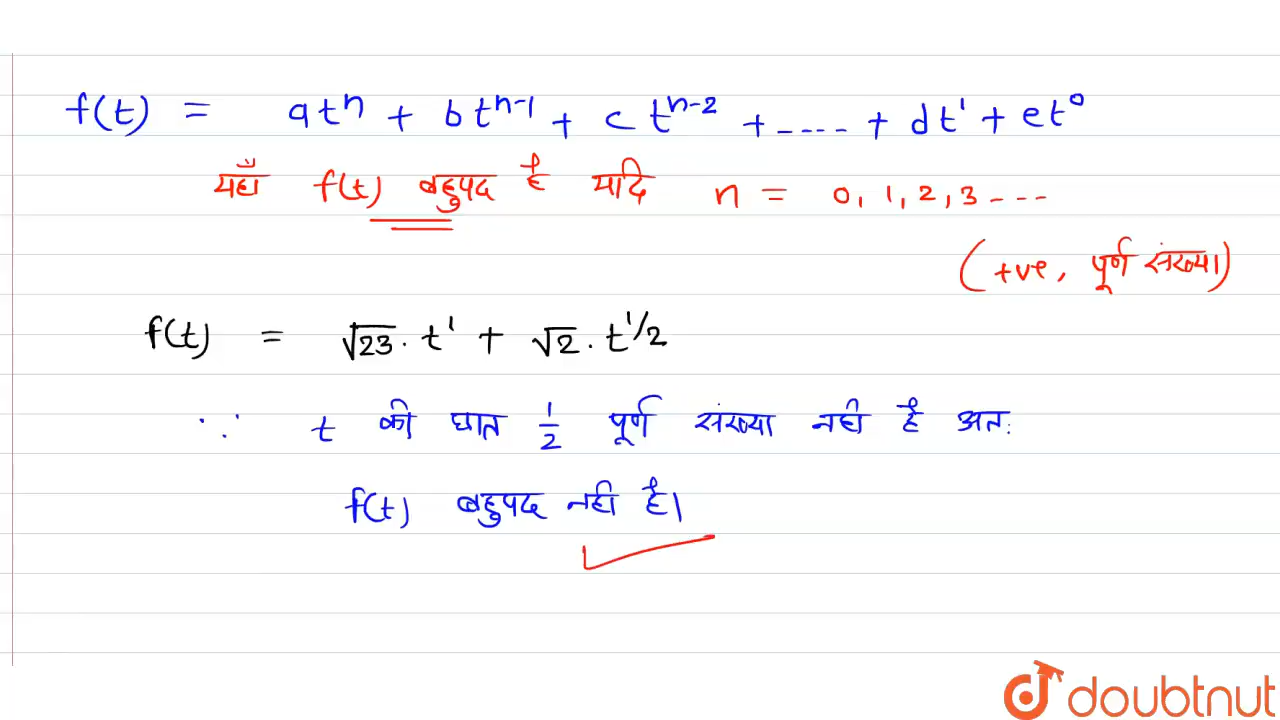 f(t) = at^n + bt^{n-1} + c t^{n-2} + ----- + dt^1 + et^0
यहाँ f(t) बहुपद है यदि n = 0, 1, 2, 3 ---
(+ve, पूर्ण संख्या)
f(t) = √23 . t^1 + √2 . t^{1/2}
∵ t की घात 1/2 पूर्ण संख्या नही है अतः
f(t) बहुपद नही है।
doubtnut